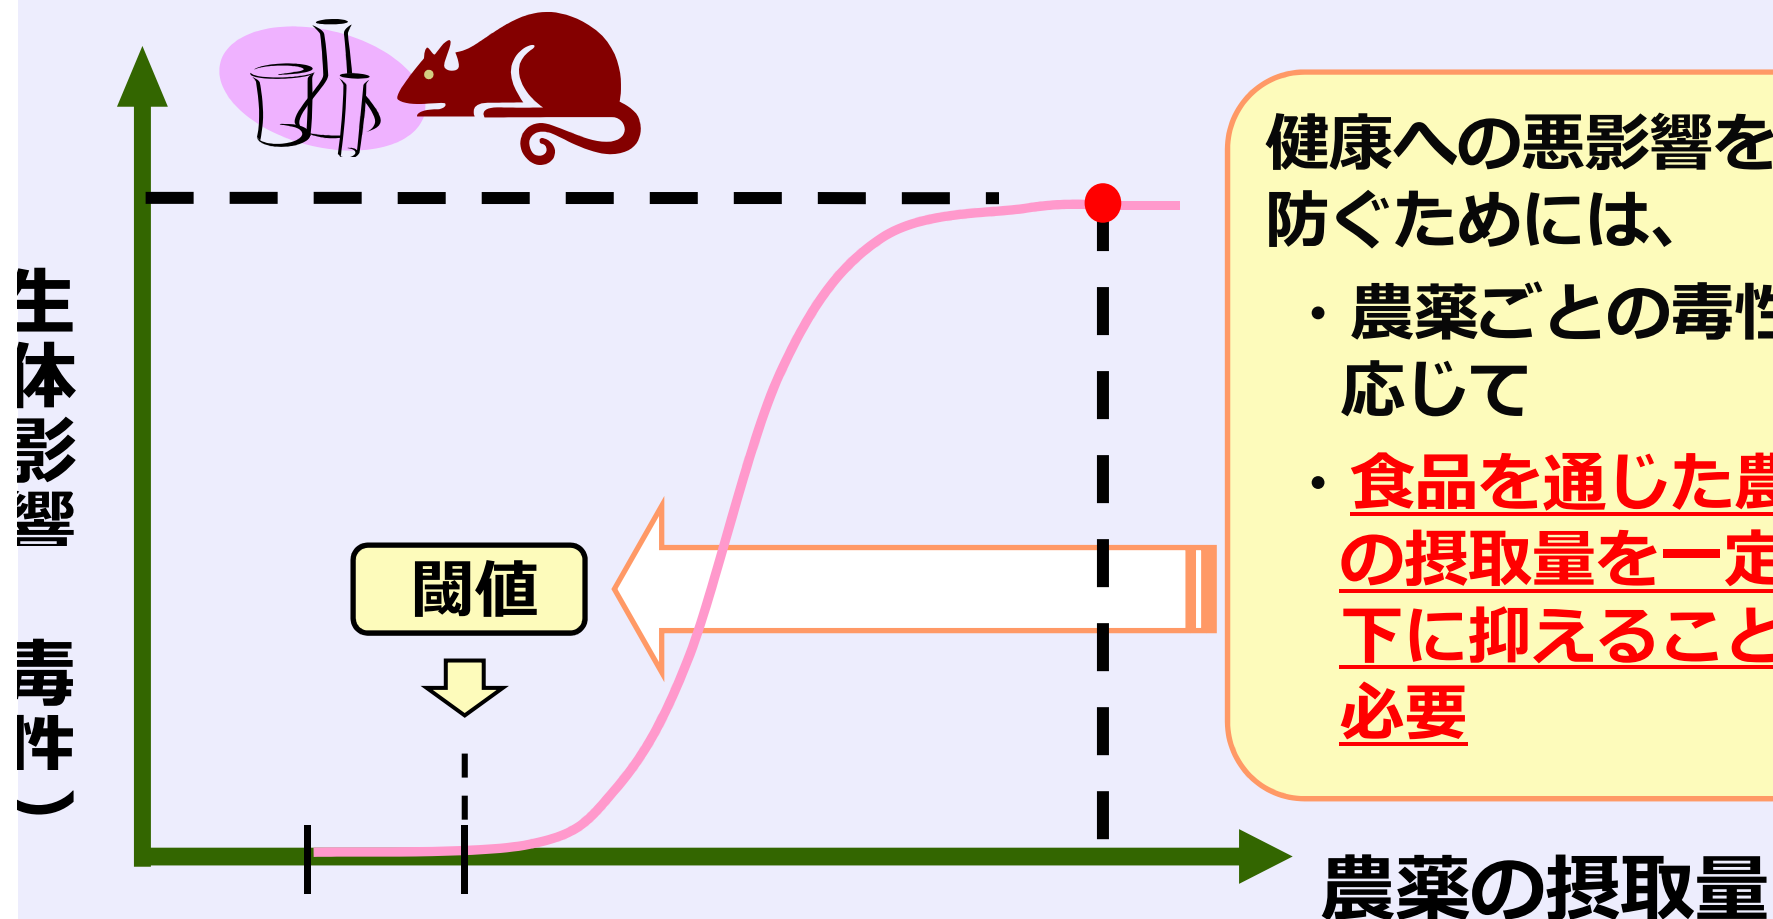 生体影響
毒性）
閾値
健康への悪影響を
防ぐためには、
・農薬ごとの毒性
応じて
・食品を通じた農
の摂取量を一定
下に抑えること
必要
農薬の摂取量